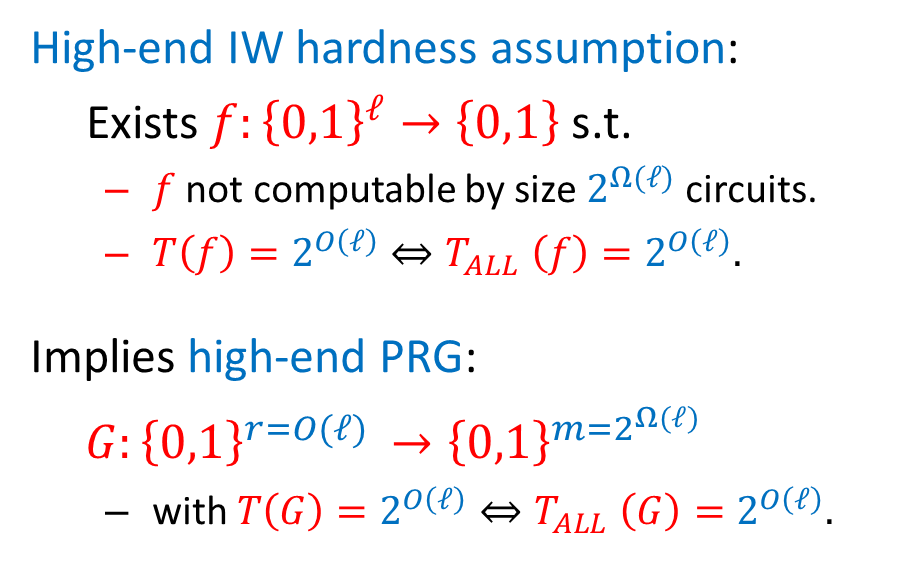 High-end IW hardness assumption:
Exists f: {0,1}^ℓ → {0,1} s.t.
– f not computable by size 2^Ω(ℓ) circuits.
– T(f) = 2^O(ℓ) ⇔ T_ALL (f) = 2^O(ℓ).
Implies high-end PRG:
G: {0,1}^r=O(ℓ) → {0,1}^m=2^Ω(ℓ)
– with T(G) = 2^O(ℓ) ⇔ T_ALL (G) = 2^O(ℓ).